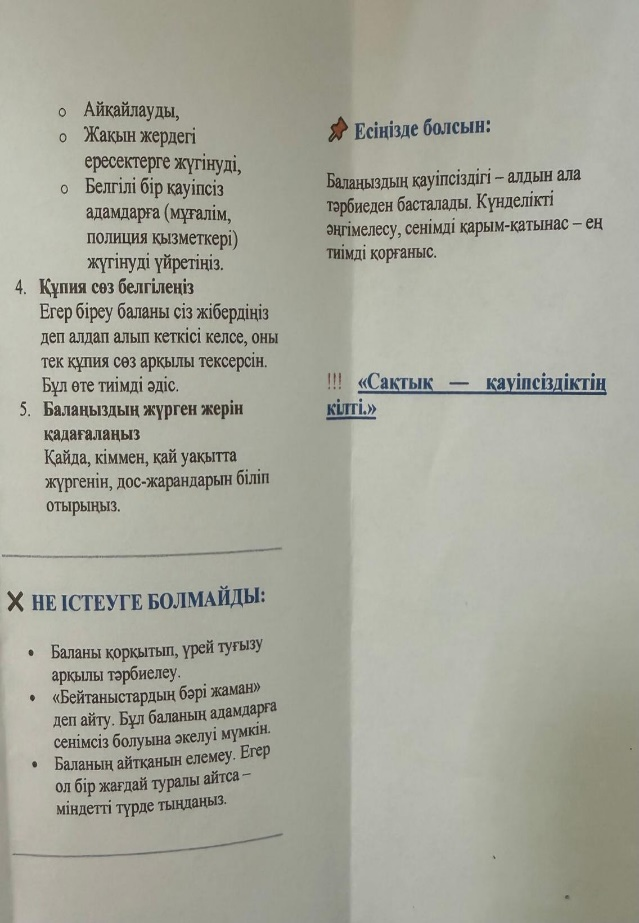 o Айқайлауды,
o Жақын жердегі
ересектерге жүгінуді,
o Белгілі бір қауіпсіз
адамдарға (мұғалім,
полиция қызметкері)
жүгінуді үйретіңіз.
4. Құпия сөз белгілеңіз
Егер біреу баланы сіз жібердіңіз
деп алдап алып кеткісі келсе, оны
тек құпия сөз арқылы тексерсін.
Бұл өте тиімді әдіс.
5. Балаңыздың жүрген жерін
қадағалаңыз
Қайда, кіммен, қай уақытта
жүргенін, дос-жарандарын біліп
отырыңыз.
НЕ ІСТЕУГЕ БОЛМАЙДЫ:
• Баланы қорқытып, үрей туғызу
арқылы тәрбиелеу.
• «Бейтаныстардың бәрі жаман»
деп айту. Бұл баланың адамдарға
сенімсіз болуына әкелуі мүмкін.
• Баланың айтқанын елемеу. Егер
ол бір жағдай туралы айтса –
міндетті түрде тыңдаңыз.
Есіңізде болсын:
Балаңыздың қауіпсіздігі – алдын ала
тәрбиеден басталады. Күнделікті
әңгімелесу, сенімді қарым-қатынас – ең
тиімді қорғаныс.
!!! «Сақтық — қауіпсіздіктің
кілті.»